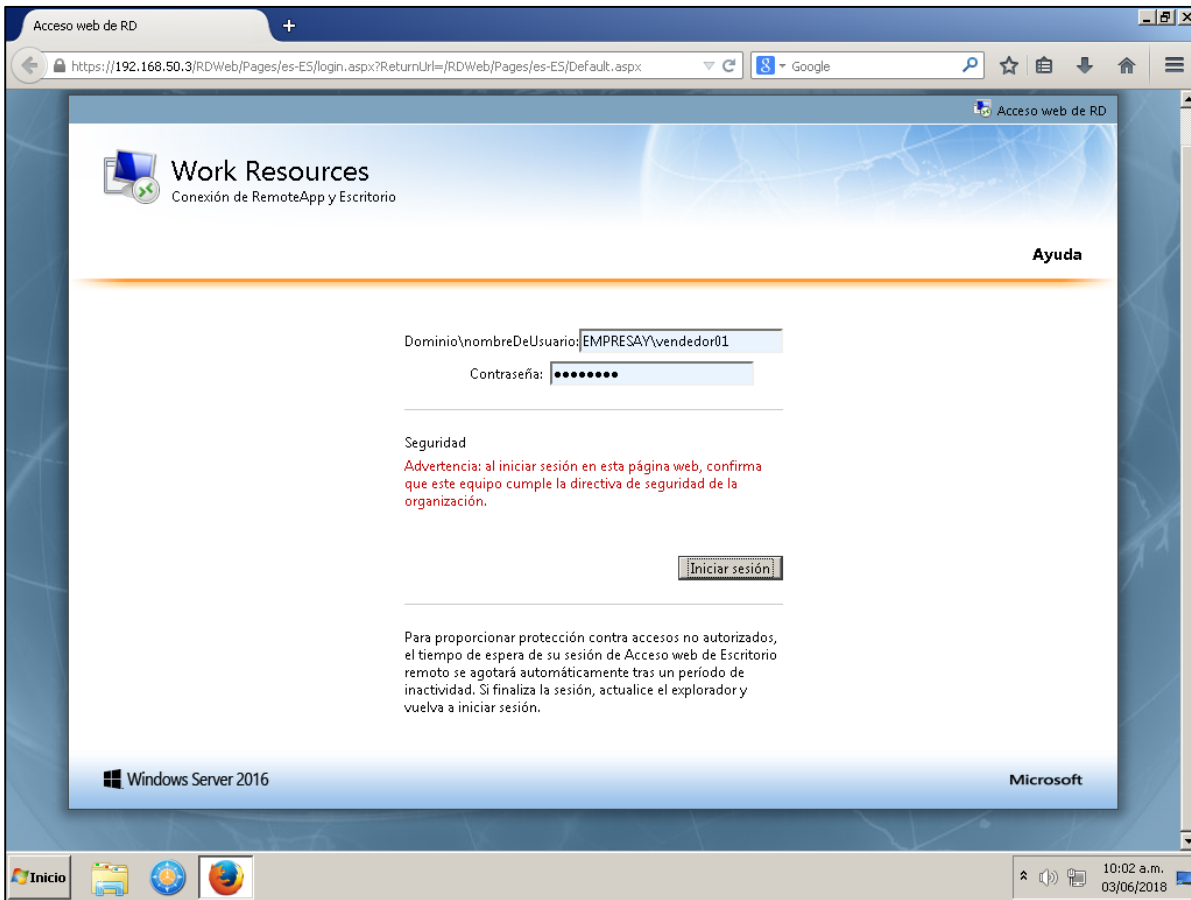 Acceso web de RD
https://192.168.50.3/RDWeb/Pages/es-ES/login.aspx?ReturnUrl=/RDWeb/Pages/es-ES/Default.aspx
8 Google
Acceso web de RD
Work Resources
Conexión de RemoteApp y Escritorio
Ayuda
Dominio\nombreDeUsuario: EMPRESAY\vendedor01
Contraseña: ●●●●●●●●
Seguridad
Advertencia: al iniciar sesión en esta página web, confirma
que este equipo cumple la directiva de seguridad de la
organización.
Iniciar sesión
Para proporcionar protección contra accesos no autorizados,
el tiempo de espera de su sesión de Acceso web de Escritorio
remoto se agotará automáticamente tras un período de
inactividad. Si finaliza la sesión, actualice el explorador y
vuelva a iniciar sesión.
Windows Server 2016
Microsoft
Inicio
10:02 a.m.
03/06/2018